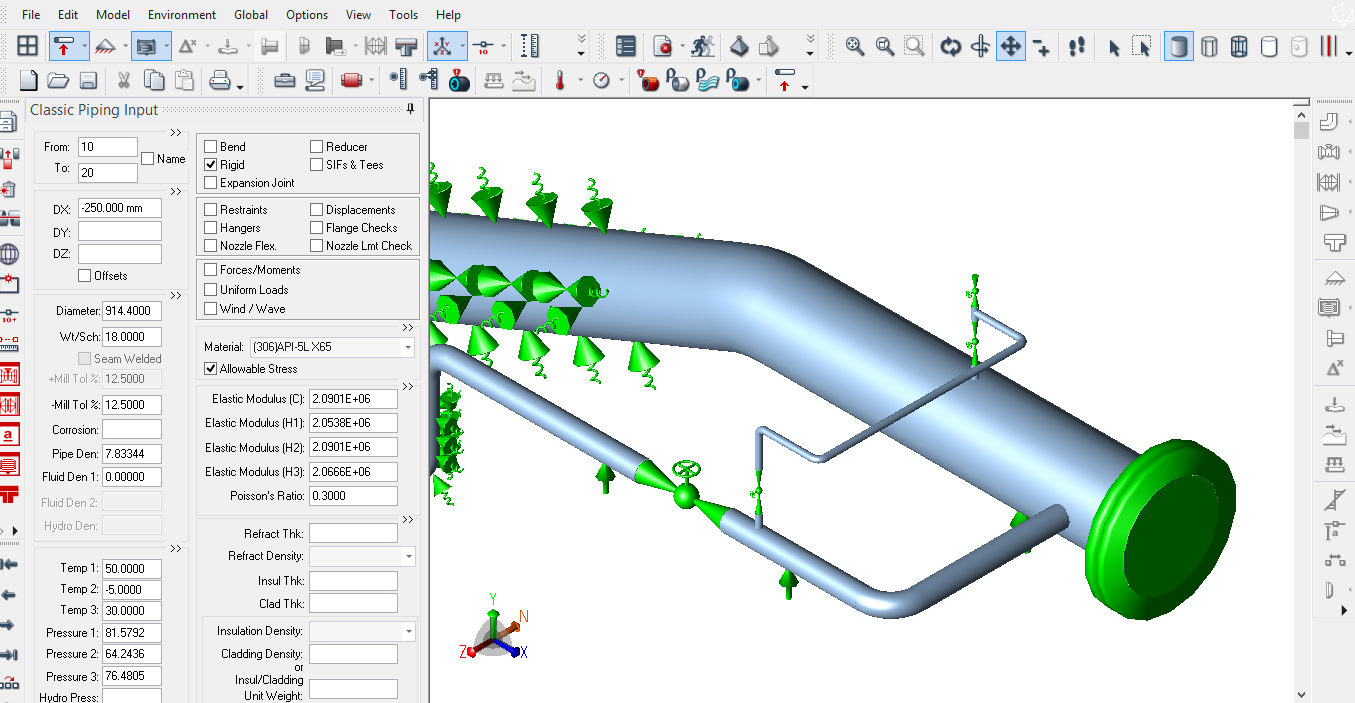 File Edit Model Environment Global Options View Tools Help
Classic Piping Input
>>
From: 10
Name
To: 20
>>
DX: -250.000 mm
DY:
DZ:
Offsets
>>
Diameter: 914.4000
Wt/Sch: 18.0000
Seam Welded
+Mill Tol %: 12.5000
-Mill Tol %: 12.5000
Corrosion:
Pipe Den: 7.83344
Fluid Den 1: 0.00000
Fluid Den 2:
Hydro Den:
>>
Temp 1: 50.0000
Temp 2: -5.0000
Temp 3: 30.0000
Pressure 1: 81.5792
Pressure 2: 64.2436
Pressure 3: 76.4805
Hydro Press:
Bend Reducer
Rigid SIFs & Tees
Expansion Joint
Restraints Displacements
Hangers Flange Checks
Nozzle Flex. Nozzle Lmt Check
Forces/Moments
Uniform Loads
Wind / Wave
>>
Material: (306)API-5L X65
Allowable Stress
>>
Elastic Modulus (C): 2.0901E+06
Elastic Modulus (H1): 2.0538E+06
Elastic Modulus (H2): 2.0901E+06
Elastic Modulus (H3): 2.0666E+06
Poisson's Ratio: 0.3000
>>
Refract Thk:
Refract Density:
Insul Thk:
Clad Thk:
Insulation Density:
Cladding Density:
or
Insul/Cladding
Unit Weight:
Y
N
Z
X
10
10+
a
a